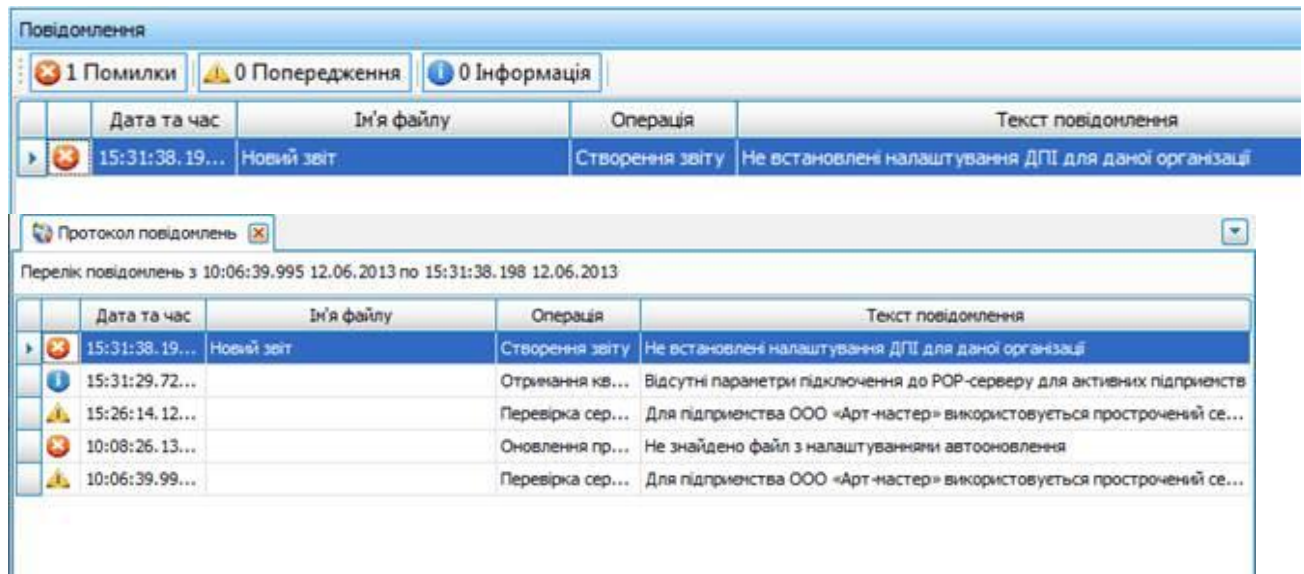 Повідомлення
1 Помилки 0 Попередження 0 Інформація
Дата та час Ім'я файлу Операція Текст повідомлення
15:31:38.19... Новий звіт Створення звіту Не встановлені налаштування ДПІ для даної організації
Протокол повідомлень
Перелік повідомлень з 10:06:39.995 12.06.2013 по 15:31:38.198 12.06.2013
Дата та час Ім'я файлу Операція Текст повідомлення
15:31:38.19... Новий звіт Створення звіту Не встановлені налаштування ДПІ для даної організації
15:31:29.72... Отримання кв... Відсутні параметри підключення до POP-серверу для активних підприємств
15:26:14.12... Перевірка сер... Для підприємства ООО «Арт-мастер» використовується прострочений се...
10:08:26.13... Оновлення пр... Не знайдено файл з налаштуваннями автооновлення
10:06:39.99... Перевірка сер... Для підприємства ООО «Арт-мастер» використовується прострочений се...